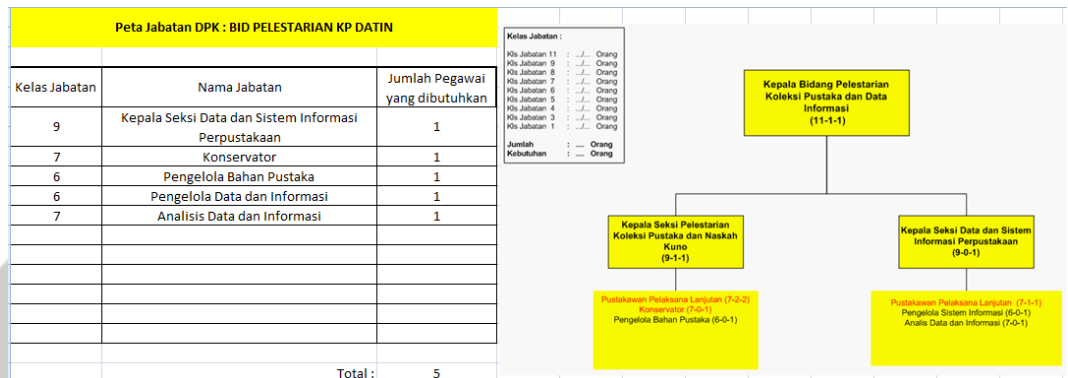 Peta Jabatan DPK : BID PELESTARIAN KP DATIN
Kelas Jabatan Nama Jabatan Jumlah Pegawai
yang dibutuhkan
9 Kepala Seksi Data dan Sistem Informasi
Perpustakaan 1
7 Konservator 1
6 Pengelola Bahan Pustaka 1
6 Pengelola Data dan Informasi 1
7 Analisis Data dan Informasi 1
Total : 5
Kelas Jabatan :
Kls Jabatan 11 : .../... Orang
Kls Jabatan 9 : .../... Orang
Kls Jabatan 8 : .../... Orang
Kls Jabatan 7 : .../... Orang
Kls Jabatan 6 : .../... Orang
Kls Jabatan 5 : .../... Orang
Kls Jabatan 4 : .../... Orang
Kls Jabatan 3 : .../... Orang
Kls Jabatan 1 : .../... Orang
Jumlah : .... Orang
Kebutuhan : .... Orang
Kepala Bidang Pelestarian
Koleksi Pustaka dan Data
Informasi
(11-1-1)
Kepala Seksi Pelestarian
Koleksi Pustaka dan Naskah
Kuno
(9-1-1)
Kepala Seksi Data dan Sistem
Informasi Perpustakaan
(9-0-1)
Pustakawan Pelaksana Lanjutan (7-2-2)
Konservator (7-0-1)
Pengelola Bahan Pustaka (6-0-1)
Pustakawan Pelaksana Lanjutan (7-1-1)
Pengelola Sistem Informasi (6-0-1)
Analis Data dan Informasi (7-0-1)